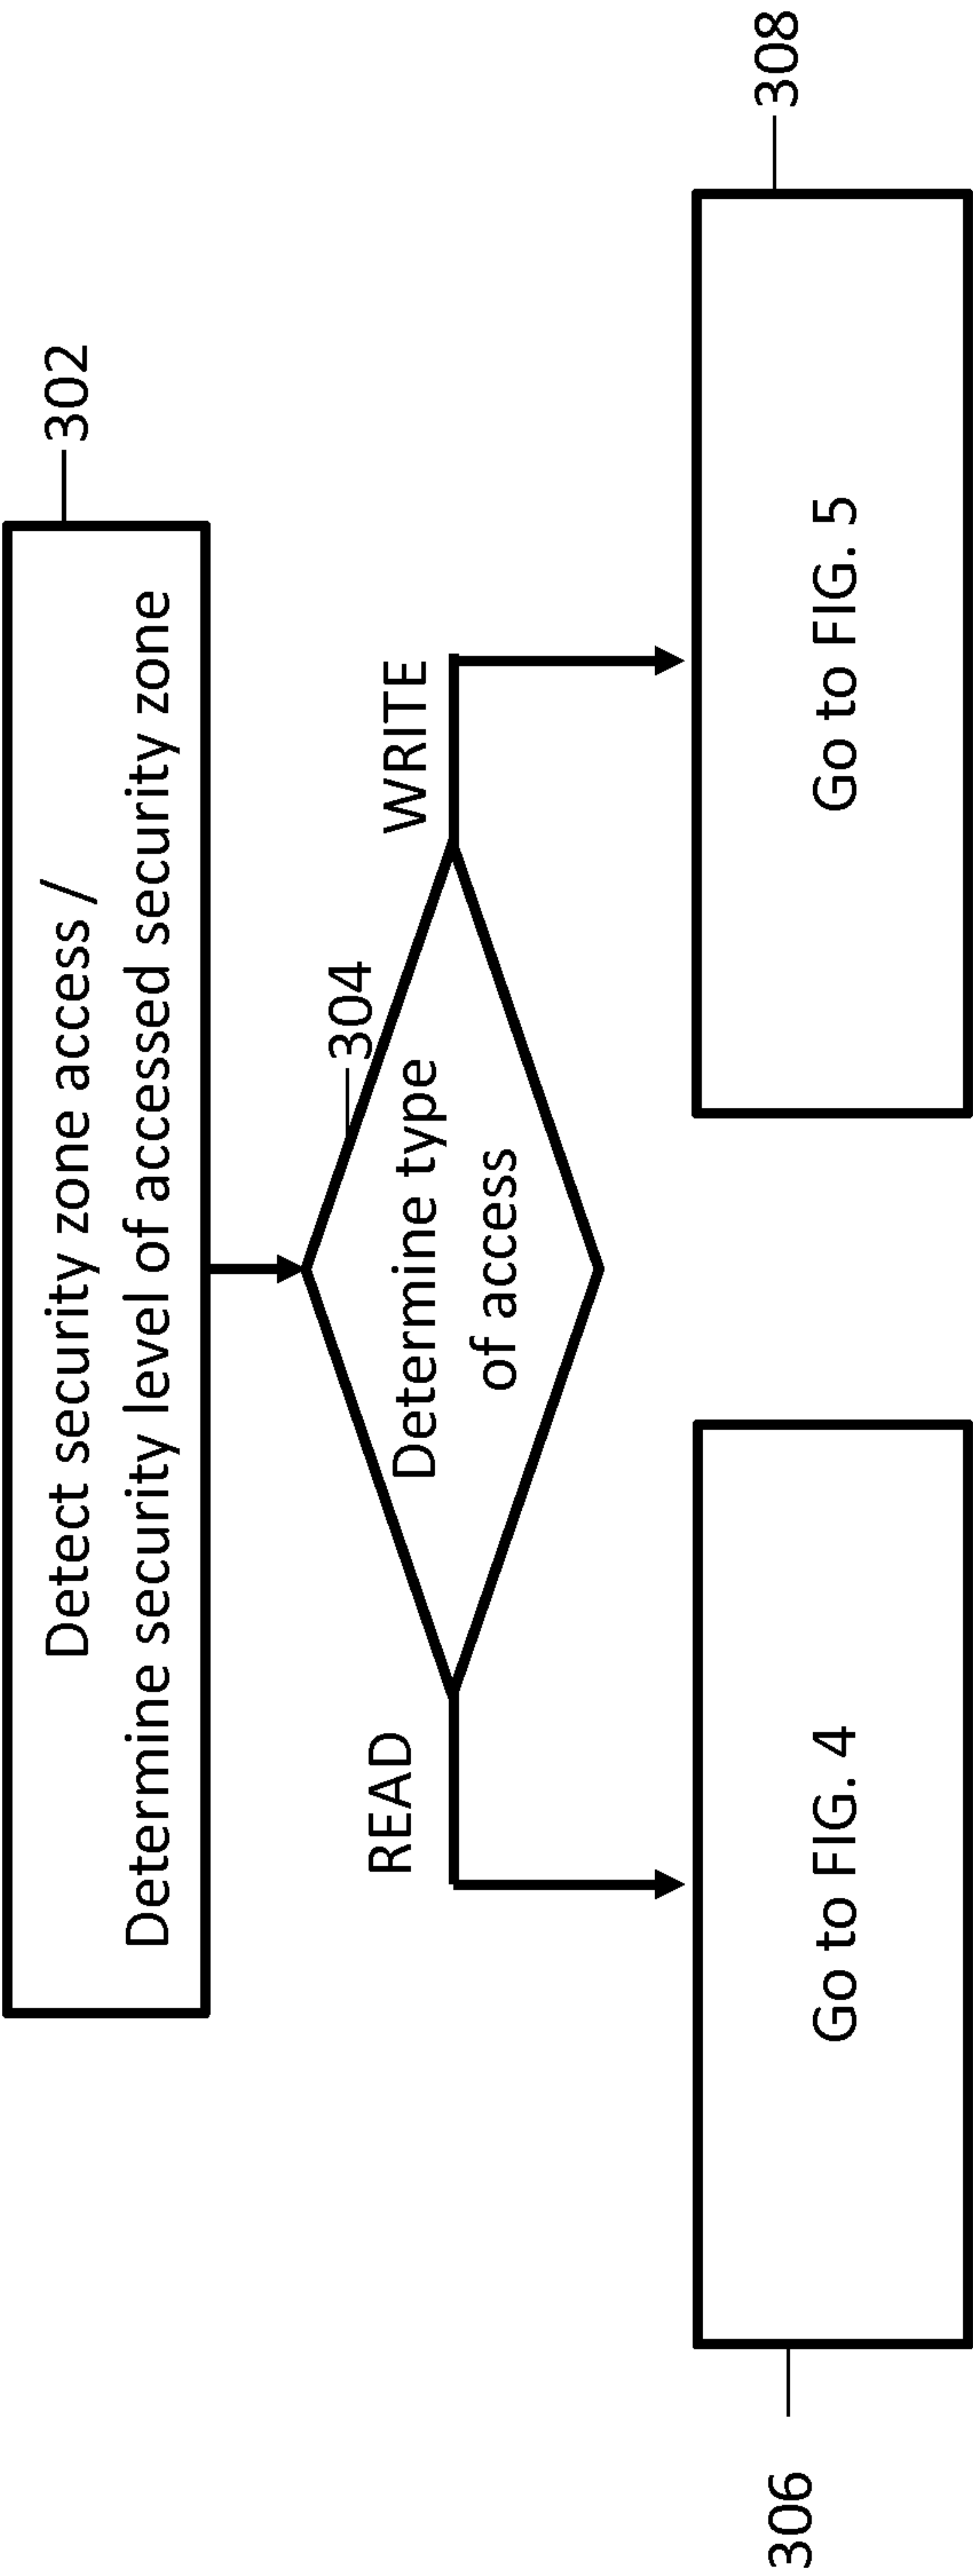 Detect security zone access /
Determine security level of accessed security zone
302
304
Determine type
of access
READ
WRITE
Go to FIG. 4
306
Go to FIG. 5
308